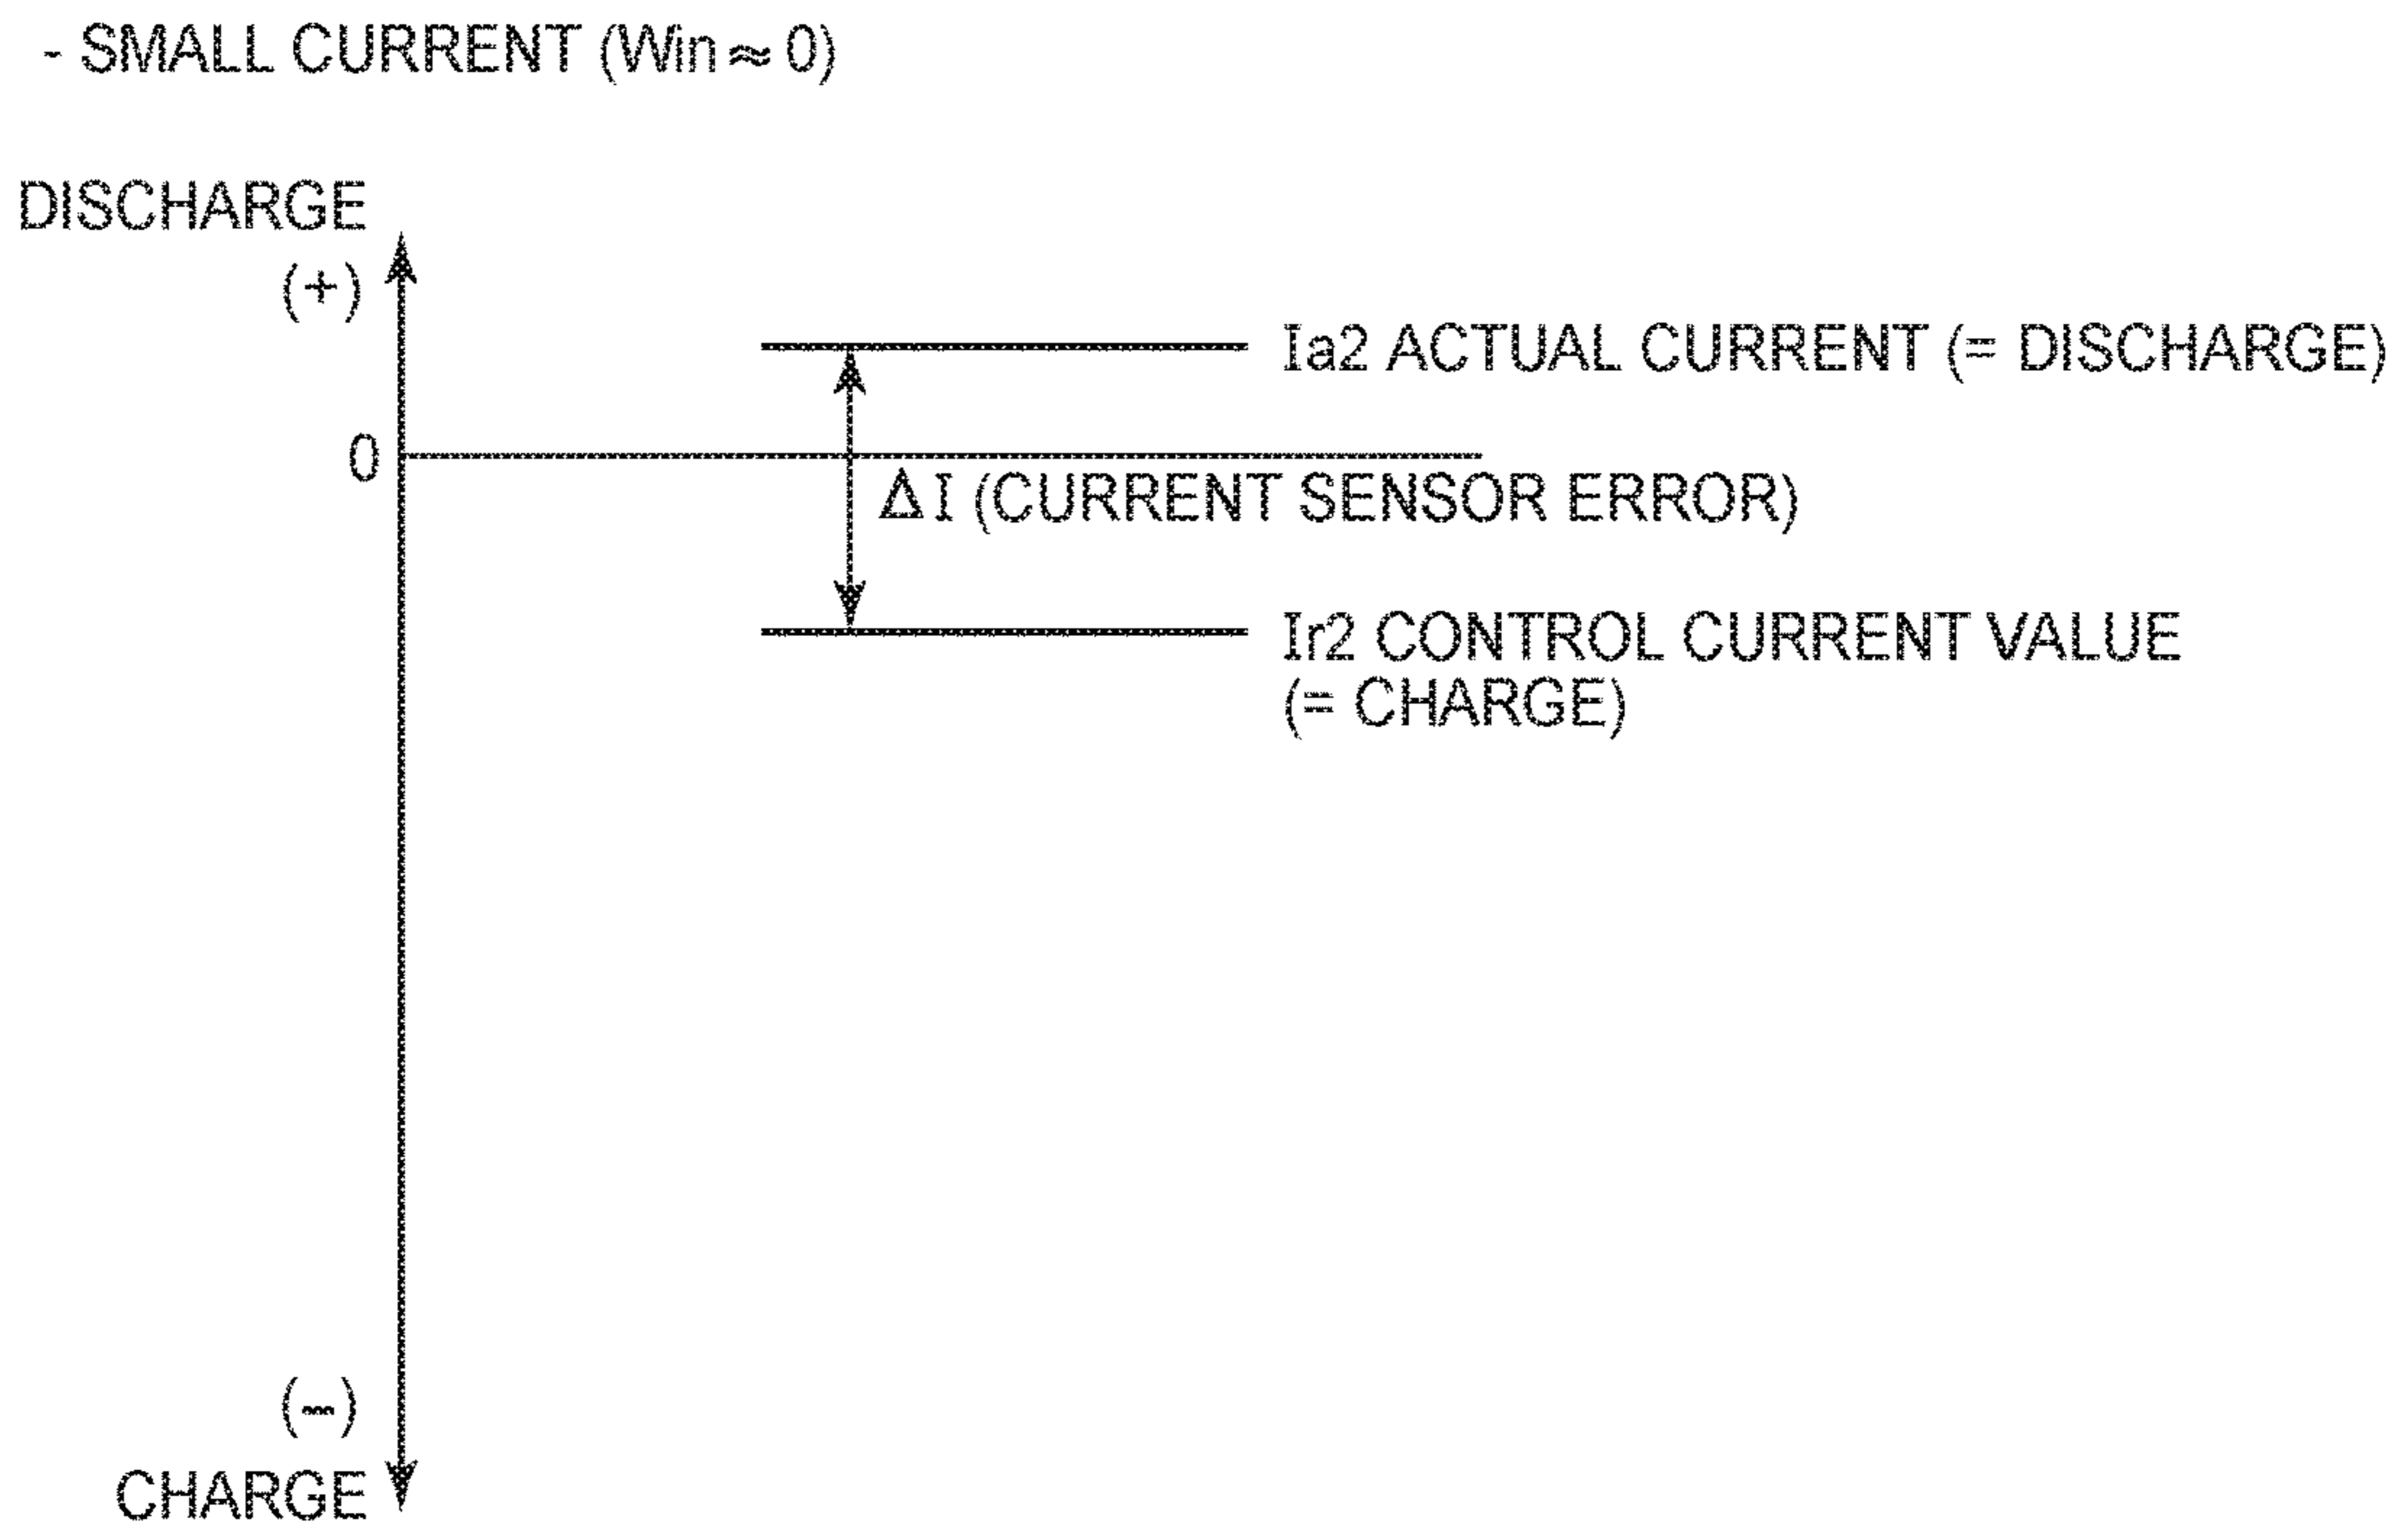 - SMALL CURRENT (Win ≈ 0)
DISCHARGE
(+)
Ia2 ACTUAL CURRENT (= DISCHARGE)
0
ΔI (CURRENT SENSOR ERROR)
Ir2 CONTROL CURRENT VALUE
(= CHARGE)
(−)
CHARGE